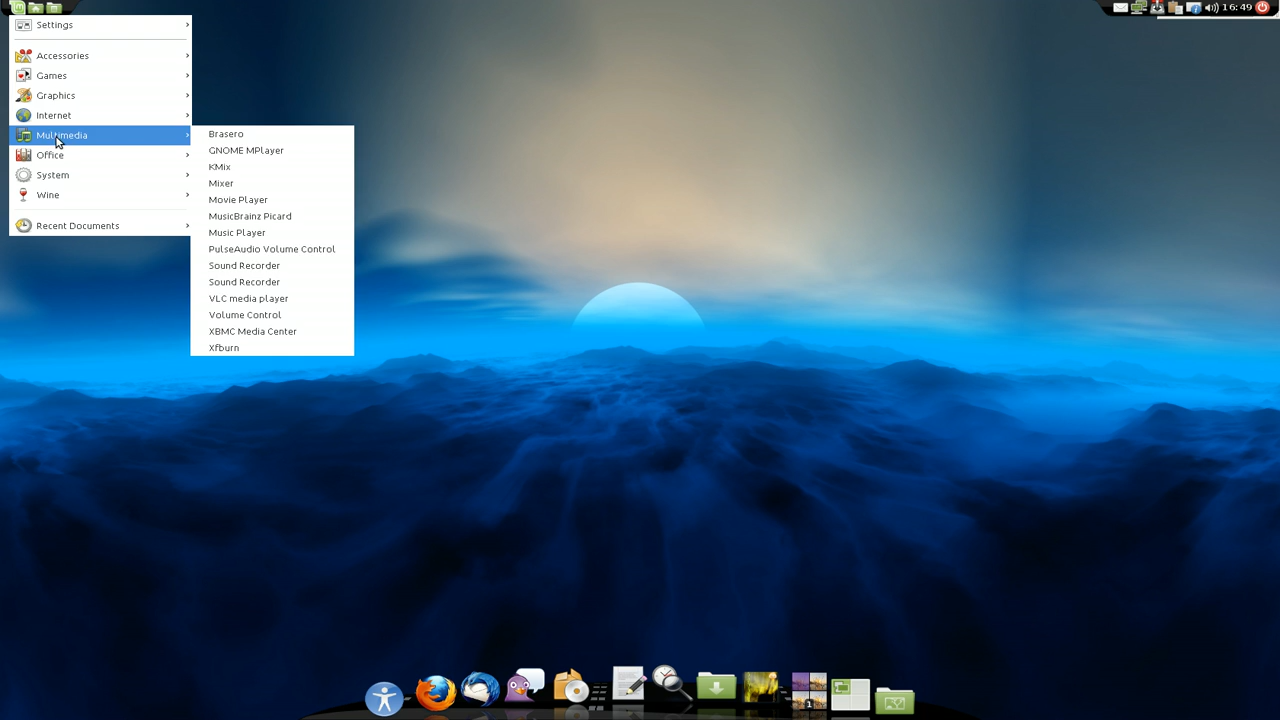 16:49
Settings
Accessories
Games
Graphics
Internet
Multimedia
Office
System
Wine
Recent Documents
Brasero
GNOME MPlayer
KMix
Mixer
Movie Player
MusicBrainz Picard
Music Player
PulseAudio Volume Control
Sound Recorder
Sound Recorder
VLC media player
Volume Control
XBMC Media Center
Xfburn
1